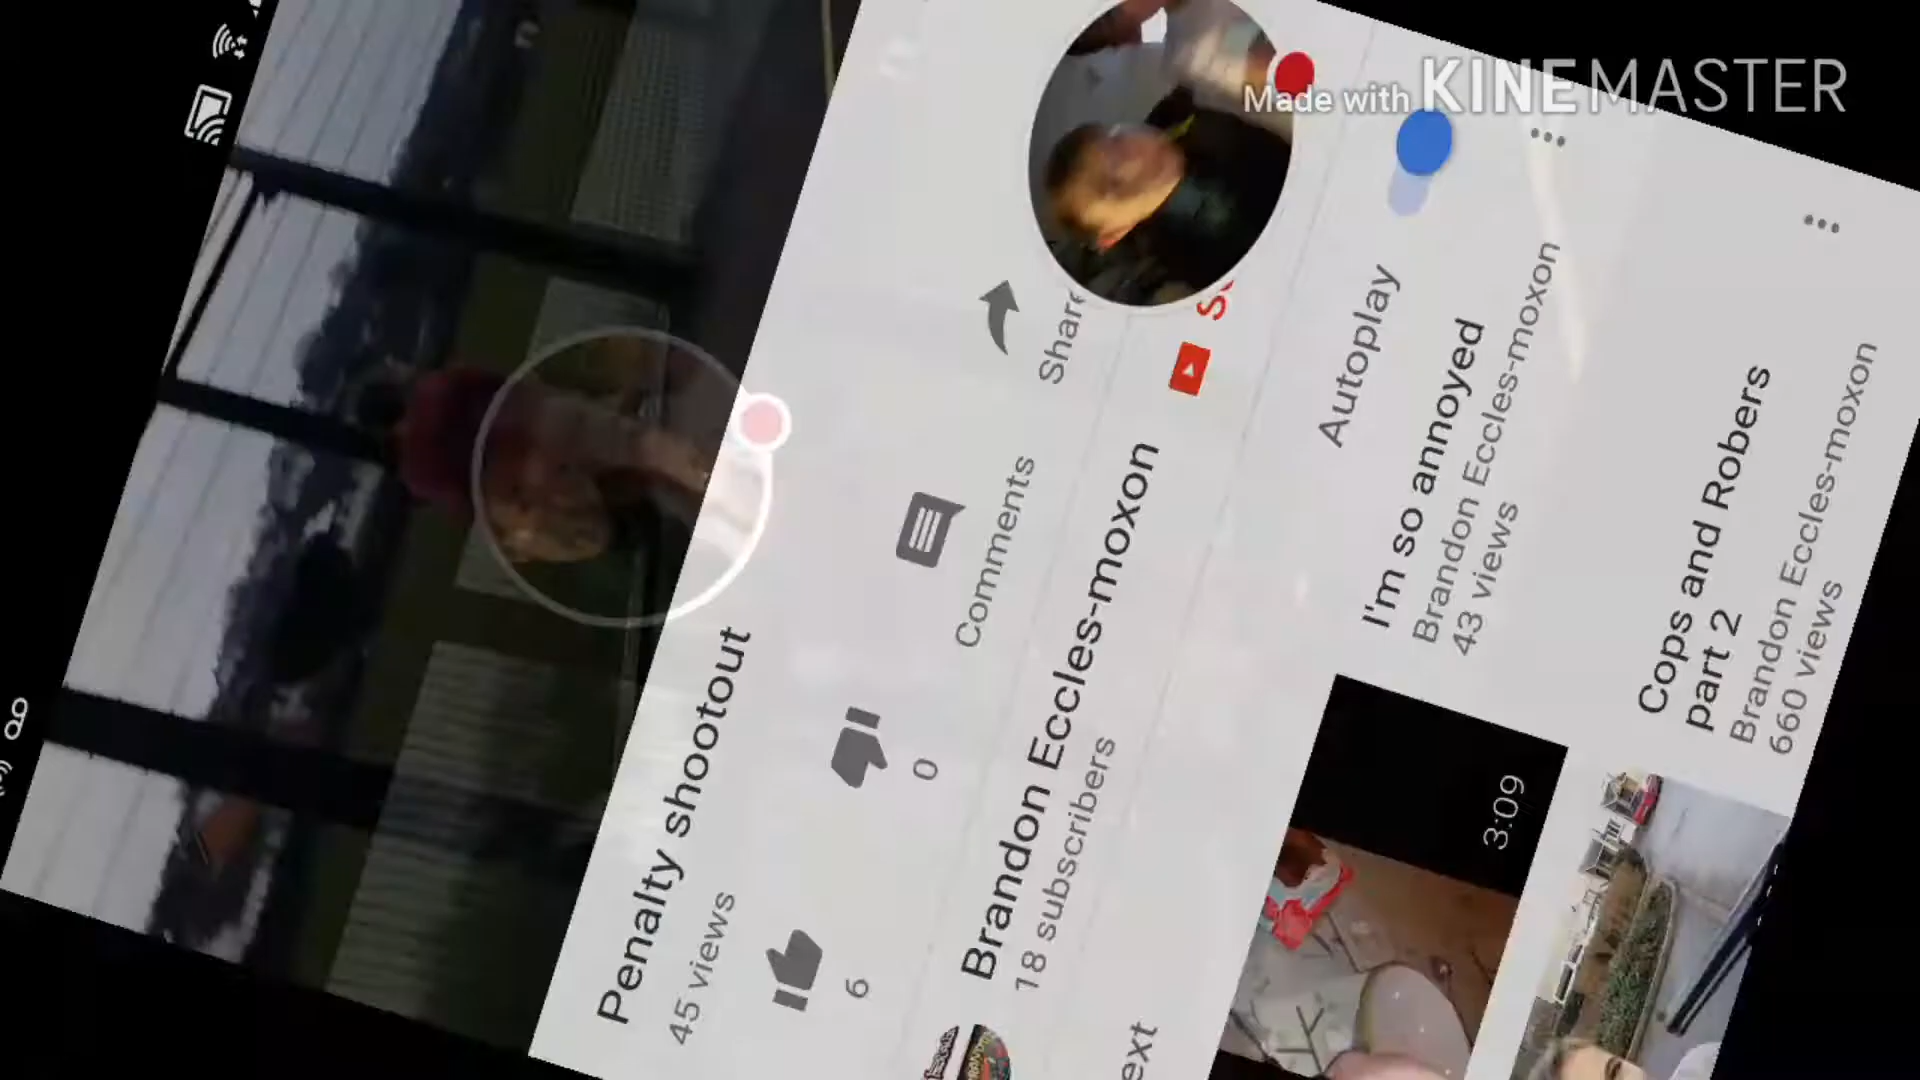 Made with KINEMASTER
Penalty shootout
45 views
6
0
Comments
Share
Brandon Eccles-moxon
18 subscribers
Autoplay
I'm so annoyed
Brandon Eccles-moxon
43 views
3:09
Cops and Robers
part 2
Brandon Eccles-moxon
660 views